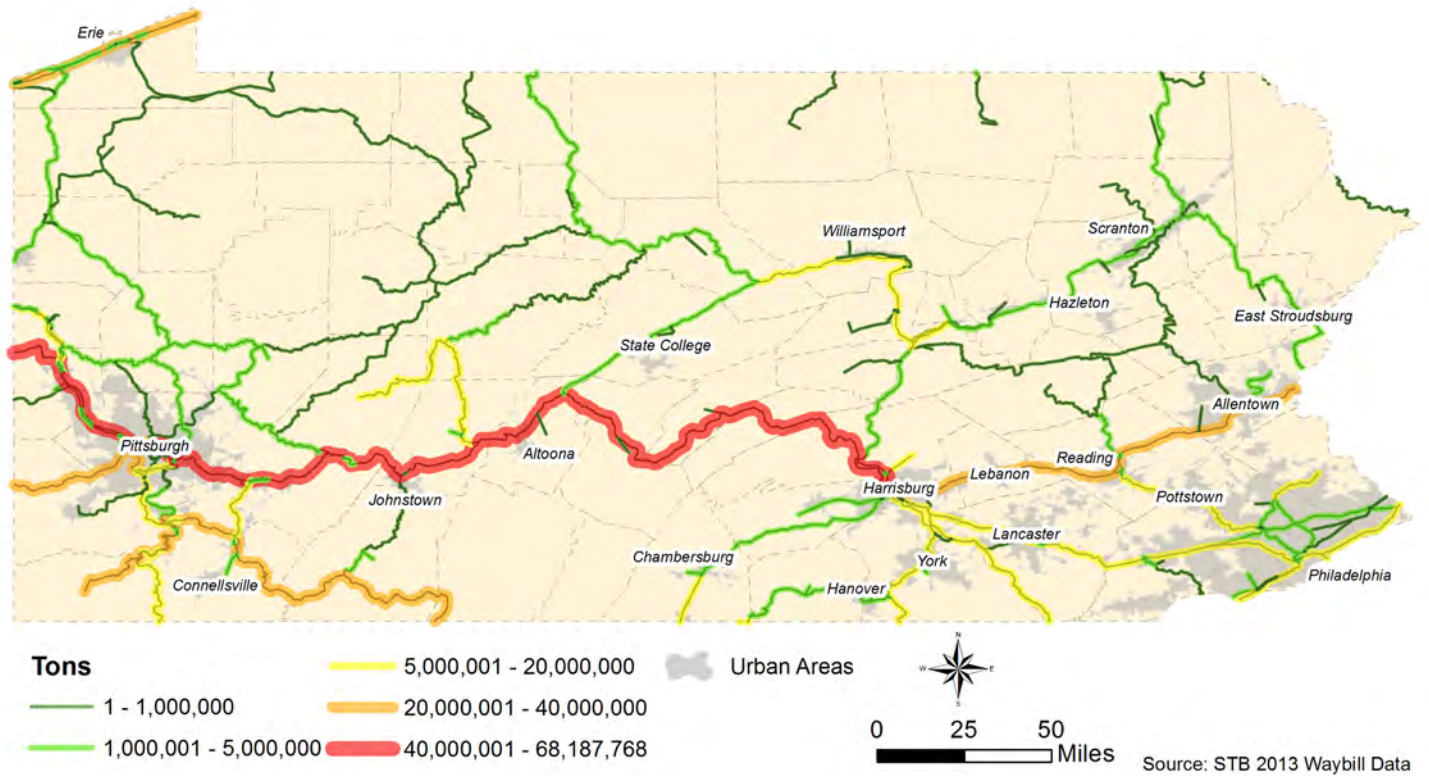 Erie
Williamsport
Scranton
Hazleton
East Stroudsburg
State College
Allentown
Pittsburgh
Altoona
Reading
Lebanon
Harrisburg
Pottstown
Johnstown
Lancaster
Chambersburg
York
Philadelphia
Connellsville
Hanover
Tons
1 - 1,000,000
1,000,001 - 5,000,000
5,000,001 - 20,000,000
20,000,001 - 40,000,000
40,000,001 - 68,187,768
Urban Areas
N
W
E
S
0 25 50
Miles
Source: STB 2013 Waybill Data